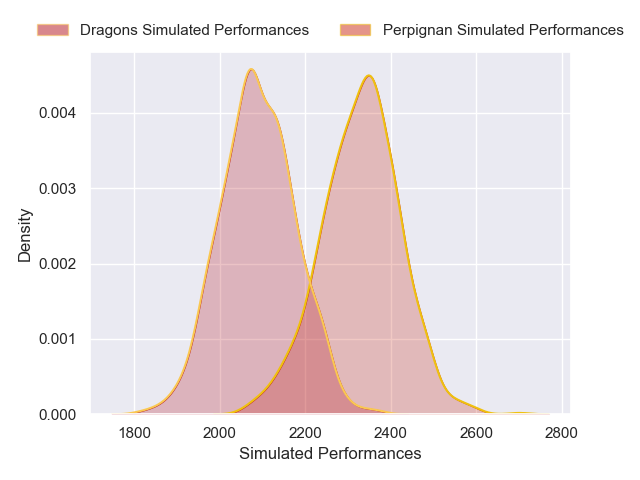 Dragons Simulated Performances Perpignan Simulated Performances
0.004
0.003
Density
0.002
0.001
0.000
1800 2000 2200 2400 2600 2800
Simulated Performances